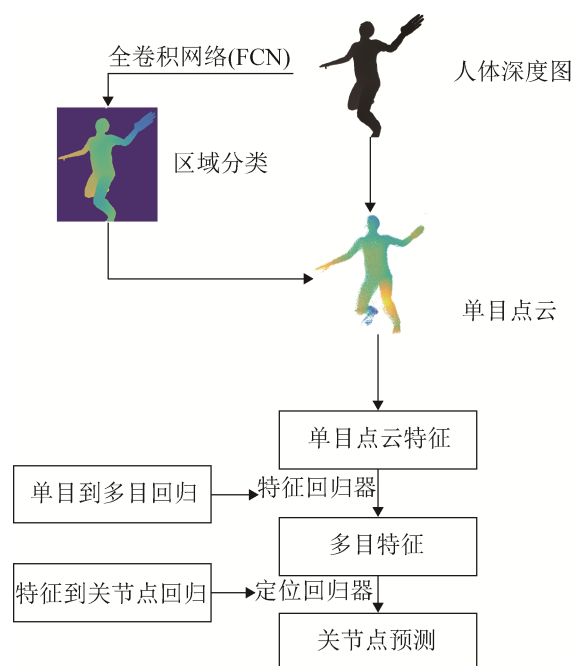 全卷积网络(FCN)
人体深度图
区域分类
单目点云
单目点云特征
单目到多目回归
特征回归器
多目特征
特征到关节点回归
定位回归器
关节点预测